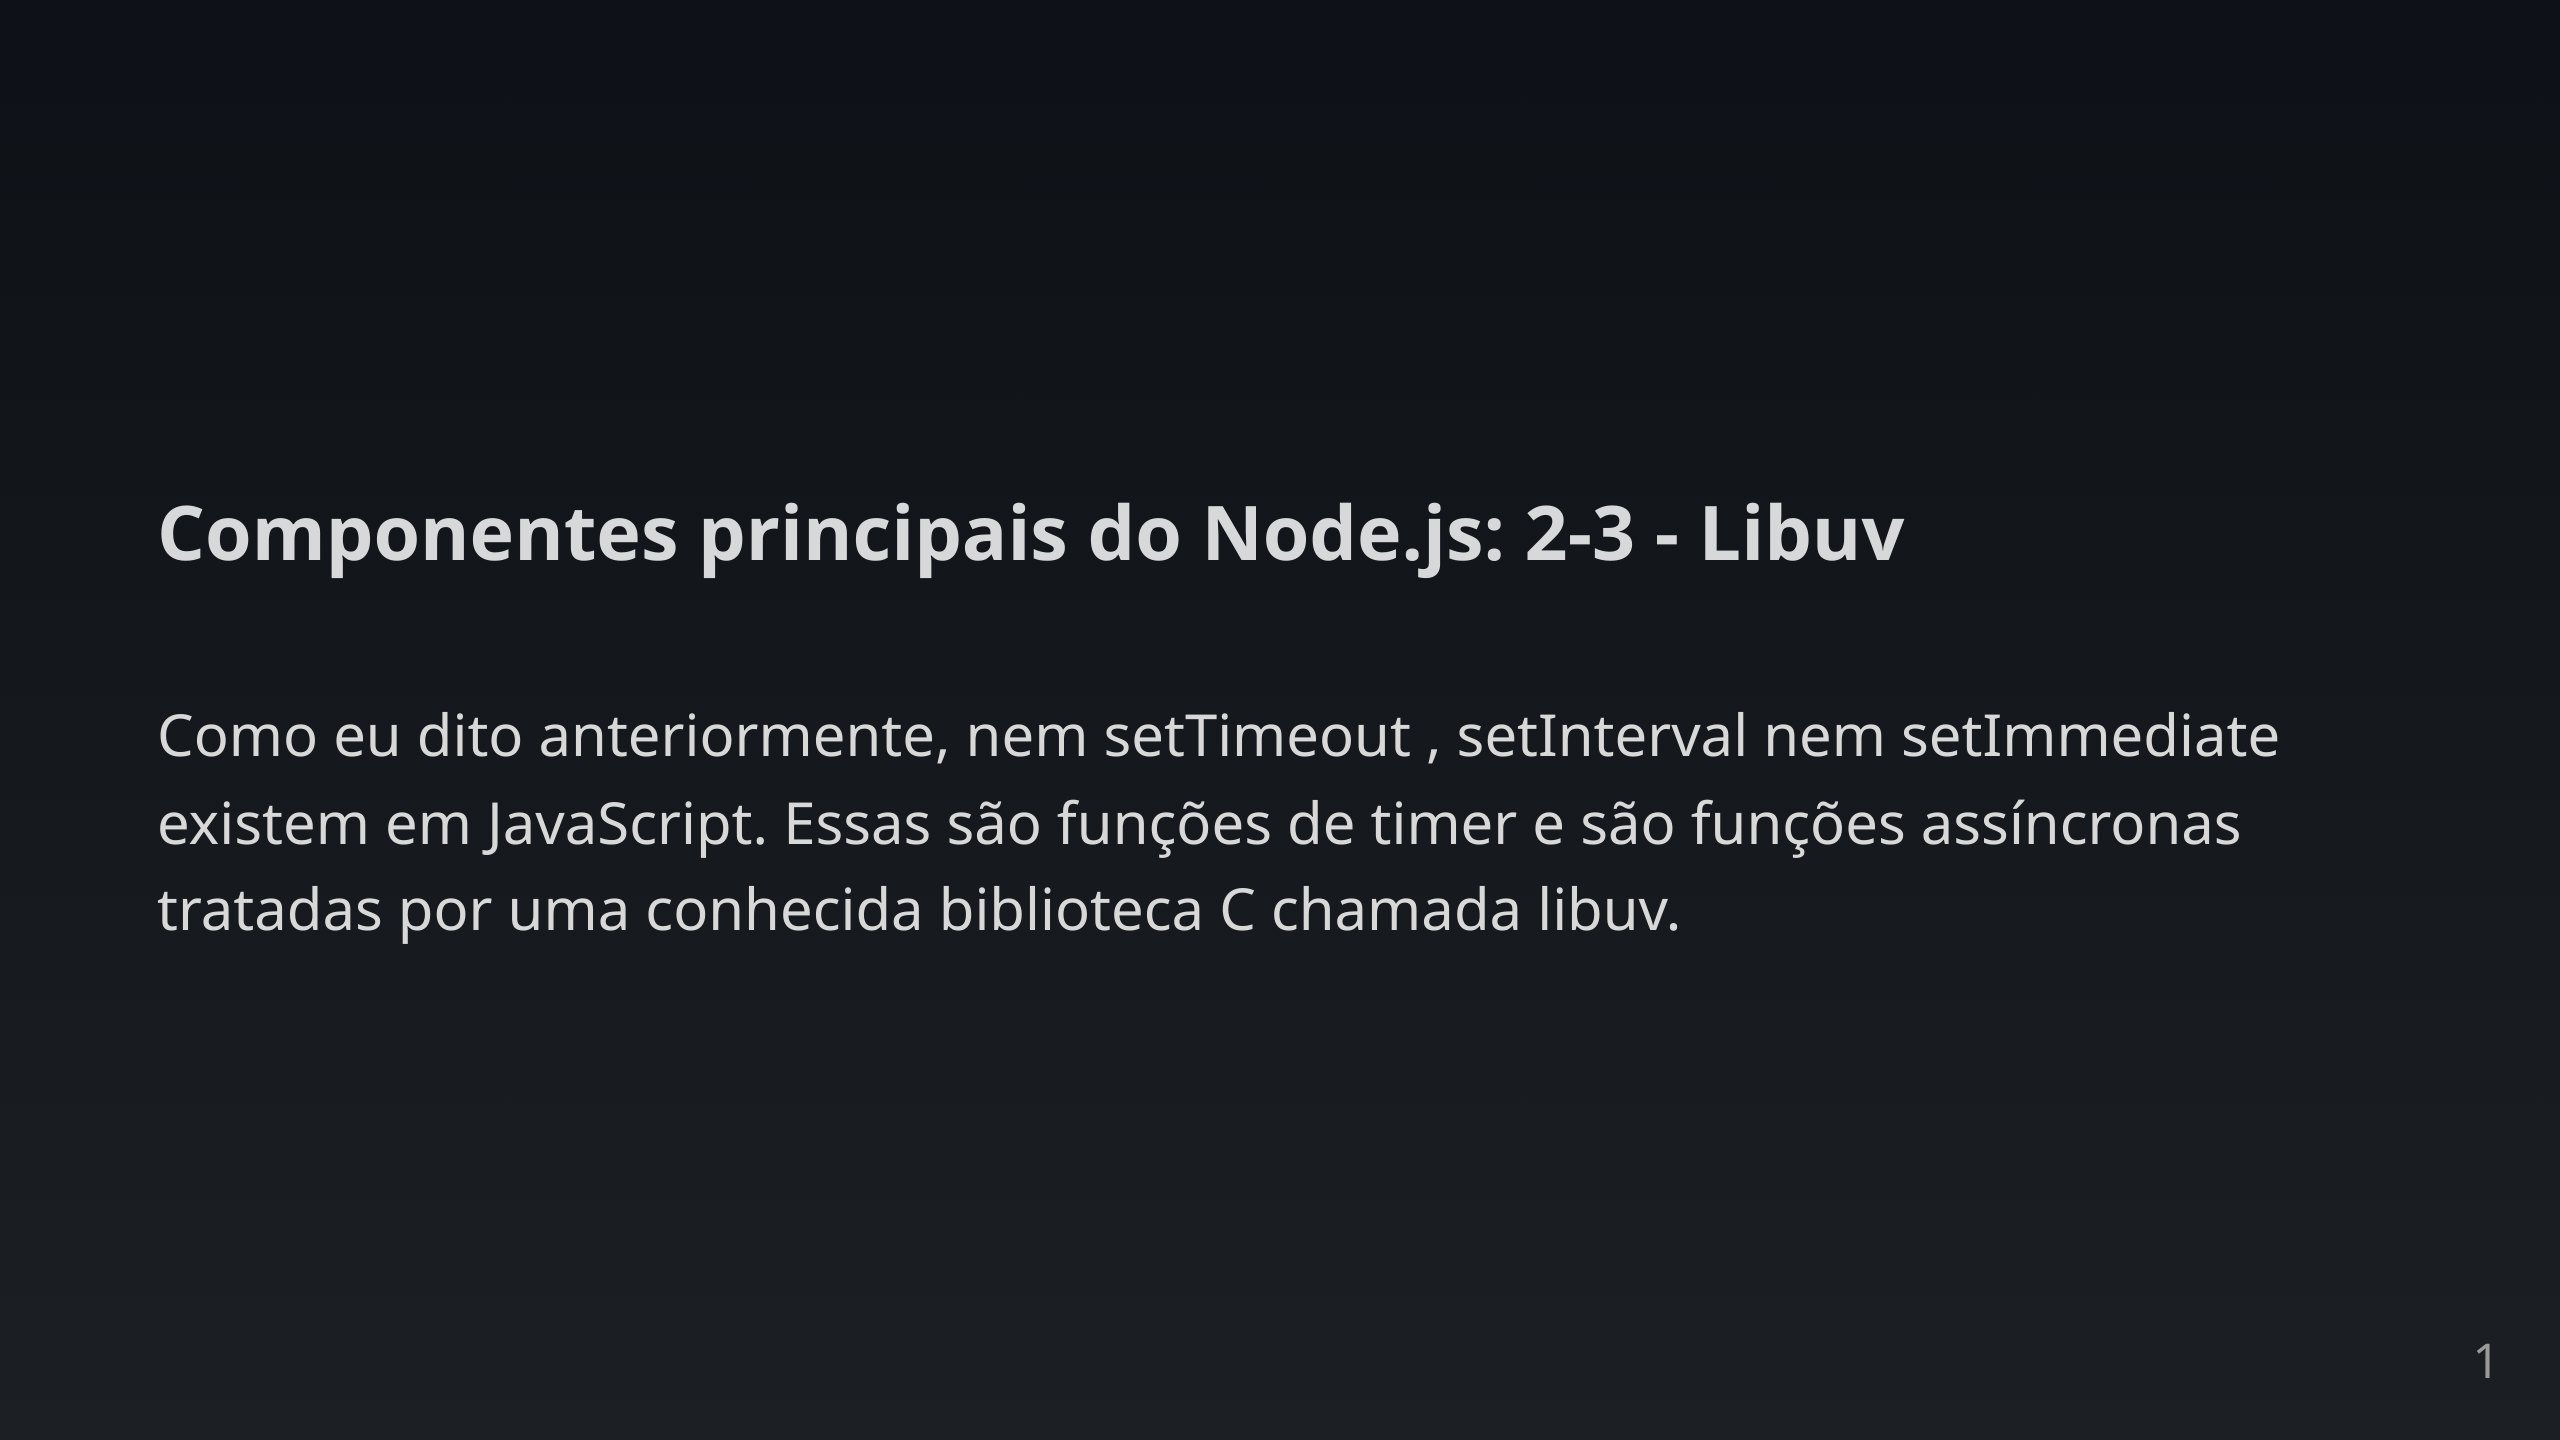 Componentes principais do Node.js: 2-3 - Libuv
Como eu dito anteriormente, nem setTimeout , setInterval nem setImmediate
existem em JavaScript. Essas são funções de timer e são funções assíncronas
tratadas por uma conhecida biblioteca C chamada libuv.
1